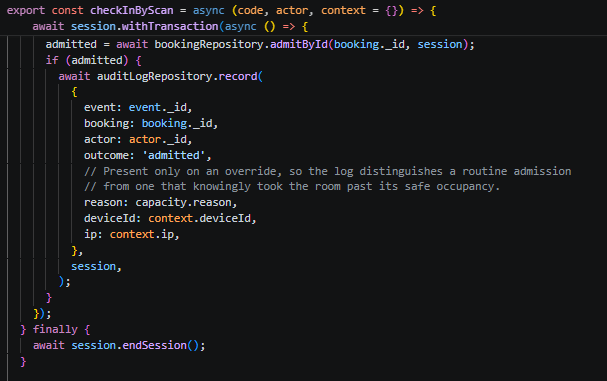 export const checkInByScan = async (code, actor, context = {}) => {
await session.withTransaction(async () => {
admitted = await bookingRepository.admitById(booking._id, session);
if (admitted) {
await auditLogRepository.record(
{
event: event._id,
booking: booking._id,
actor: actor._id,
outcome: 'admitted',
// Present only on an override, so the log distinguishes a routine admission
// from one that knowingly took the room past its safe occupancy.
reason: capacity.reason,
deviceId: context.deviceId,
ip: context.ip,
},
session,
);
}
});
} finally {
await session.endSession();
}